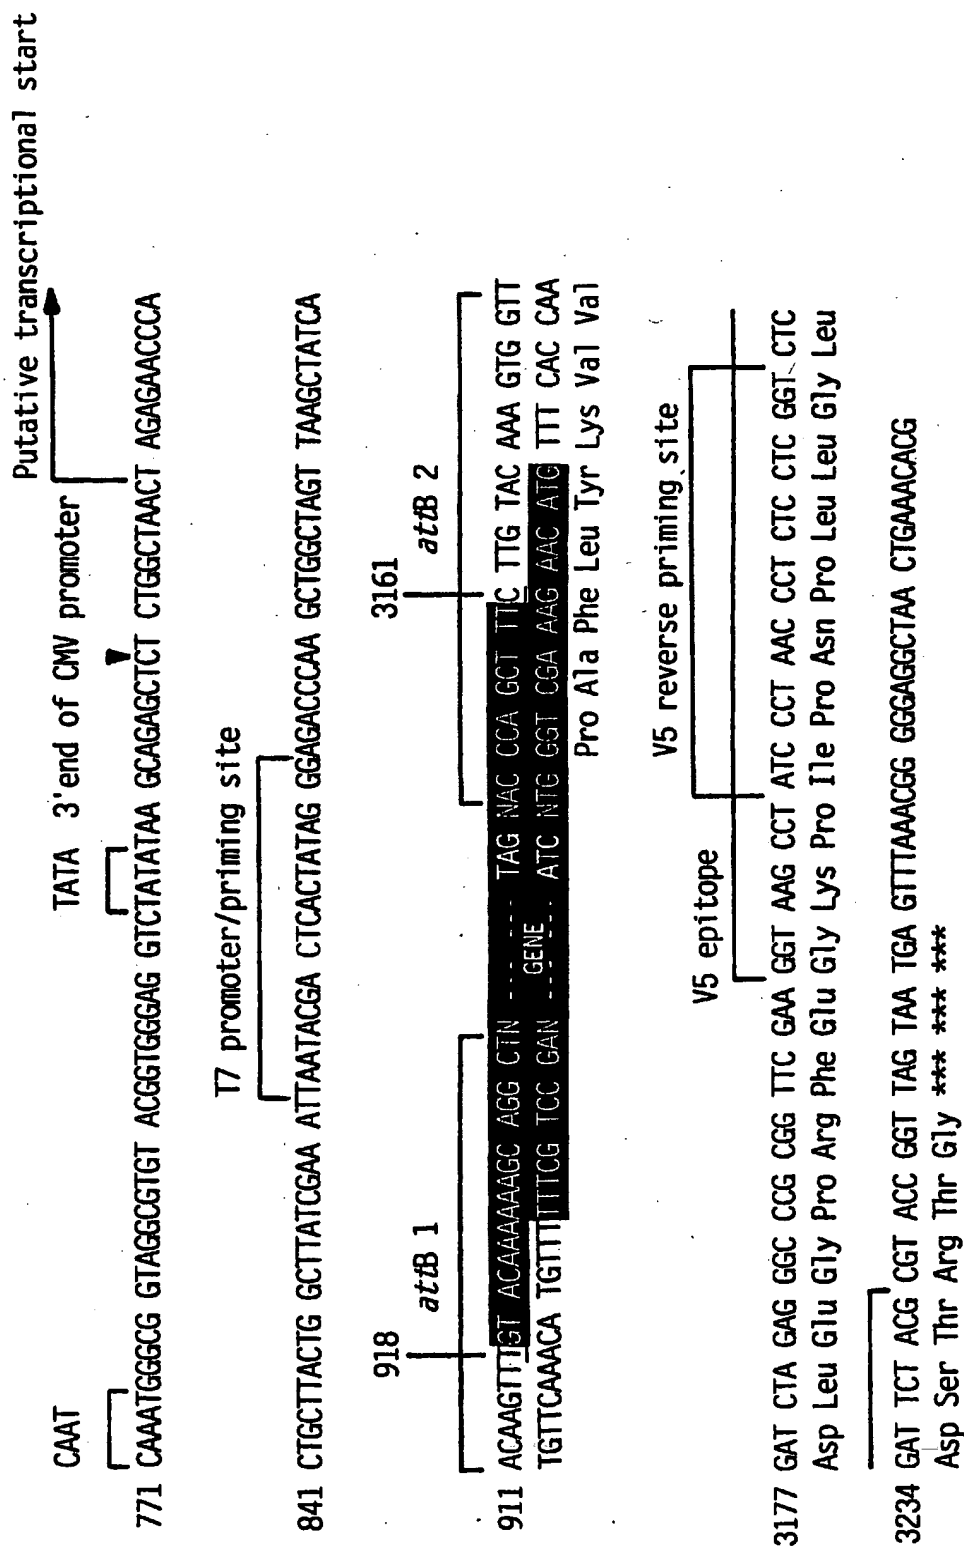 Putative transcriptional start
CAAT TATA 3'end of CMV promoter
771 CAAATGGGCG GTAGGCGTGT ACGGTGGGAG GTCTATATAA GCAGAGCTCT CTGGCTAACT AGAGAACCCA
T7 promoter/priming site
841 CTGCTTACTG GCTTATCGAA ATTAATACGA CTCACTATAG GGAGACCCAA GCTGGCTAGT TAAGCTATCA
918 3161
attB 1 attB 2
911 ACAAGTTTGT ACAAAAAAGC AGG CTN --- --- --- TAG NAC CCA GCT TTC TTG TAC AAA GTG GTT
GENE
TGTTCAAACA TGTTTTTTCG TCC GAN --- --- --- ATC NTG GGT CGA AAG AAC ATG TTT CAC CAA
Pro Ala Phe Leu Tyr Lys Val Val
V5 epitope V5 reverse priming site
3177 GAT CTA GAG GGC CCG CGG TTC GAA GGT AAG CCT ATC CCT AAC CCT CTC CTC GGT CTC
Asp Leu Glu Gly Pro Arg Phe Glu Gly Lys Pro Ile Pro Asn Pro Leu Leu Gly Leu
3234 GAT TCT ACG CGT ACC GGT TAG TAA TGA GTTTAAACGG GGGAGGCTAA CTGAAACACG
Asp Ser Thr Arg Thr Gly *** *** ***